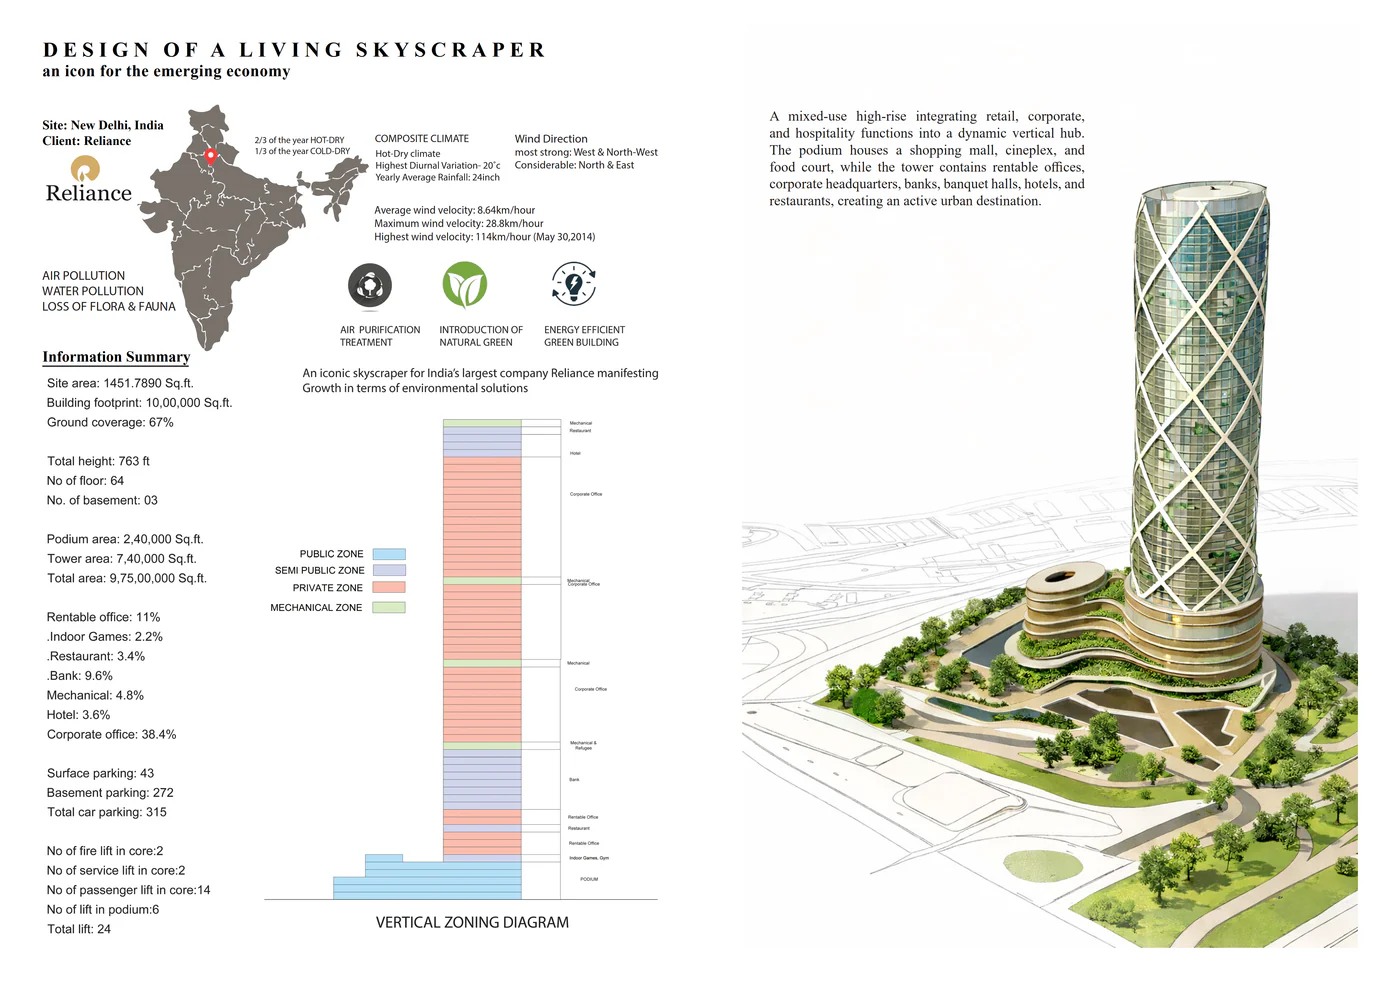 DESIGN OF A LIVING SKYSCRAPER
an icon for the emerging economy
Site: New Delhi, India
Client: Reliance
Reliance
2/3 of the year HOT-DRY
1/3 of the year COLD-DRY
COMPOSITE CLIMATE
Hot-Dry climate
Highest Diurnal Variation- 20˚c
Yearly Average Rainfall: 24inch
Wind Direction
most strong: West & North-West
Considerable: North & East
Average wind velocity: 8.64km/hour
Maximum wind velocity: 28.8km/hour
Highest wind velocity: 114km/hour (May 30,2014)
AIR POLLUTION
WATER POLLUTION
LOSS OF FLORA & FAUNA
AIR PURIFICATION
TREATMENT
INTRODUCTION OF
NATURAL GREEN
ENERGY EFFICIENT
GREEN BUILDING
An iconic skyscraper for India's largest company Reliance manifesting
Growth in terms of environmental solutions
Information Summary
Site area: 1451.7890 Sq.ft.
Building footprint: 10,00,000 Sq.ft.
Ground coverage: 67%
Total height: 763 ft
No of floor: 64
No. of basement: 03
Podium area: 2,40,000 Sq.ft.
Tower area: 7,40,000 Sq.ft.
Total area: 9,75,00,000 Sq.ft.
Rentable office: 11%
.Indoor Games: 2.2%
.Restaurant: 3.4%
.Bank: 9.6%
Mechanical: 4.8%
Hotel: 3.6%
Corporate office: 38.4%
Surface parking: 43
Basement parking: 272
Total car parking: 315
No of fire lift in core:2
No of service lift in core:2
No of passenger lift in core:14
No of lift in podium:6
Total lift: 24
PUBLIC ZONE
SEMI PUBLIC ZONE
PRIVATE ZONE
MECHANICAL ZONE
Mechanical
Restaurant
Hotel
Corporate Office
Mechanical
Corporate Office
Mechanical
Corporate Office
Mechanical &
Refuges
Bank
Rentable Office
Restaurant
Rentable Office
Indoor Games, Gym
PODIUM
VERTICAL ZONING DIAGRAM
A mixed-use high-rise integrating retail, corporate,
and hospitality functions into a dynamic vertical hub.
The podium houses a shopping mall, cineplex, and
food court, while the tower contains rentable offices,
corporate headquarters, banks, banquet halls, hotels, and
restaurants, creating an active urban destination.